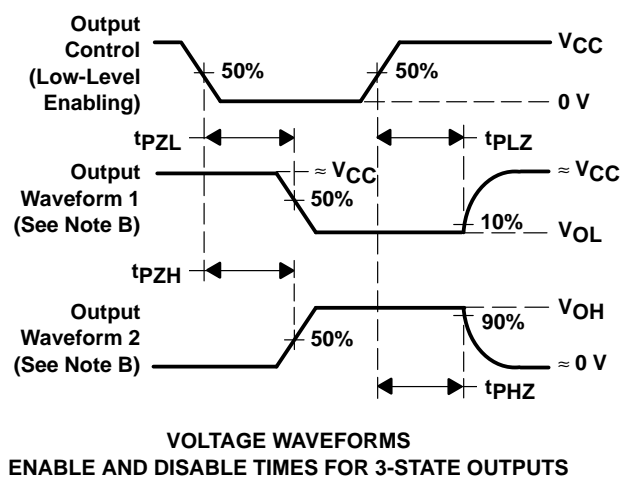 Output
Control
(Low-Level
Enabling)
50%
50%
VCC
0 V
tPZL
tPLZ
Output
Waveform 1
(See Note B)
≈ VCC
50%
≈ VCC
10%
VOL
tPZH
Output
Waveform 2
(See Note B)
50%
VOH
90%
≈ 0 V
tPHZ
VOLTAGE WAVEFORMS
ENABLE AND DISABLE TIMES FOR 3-STATE OUTPUTS